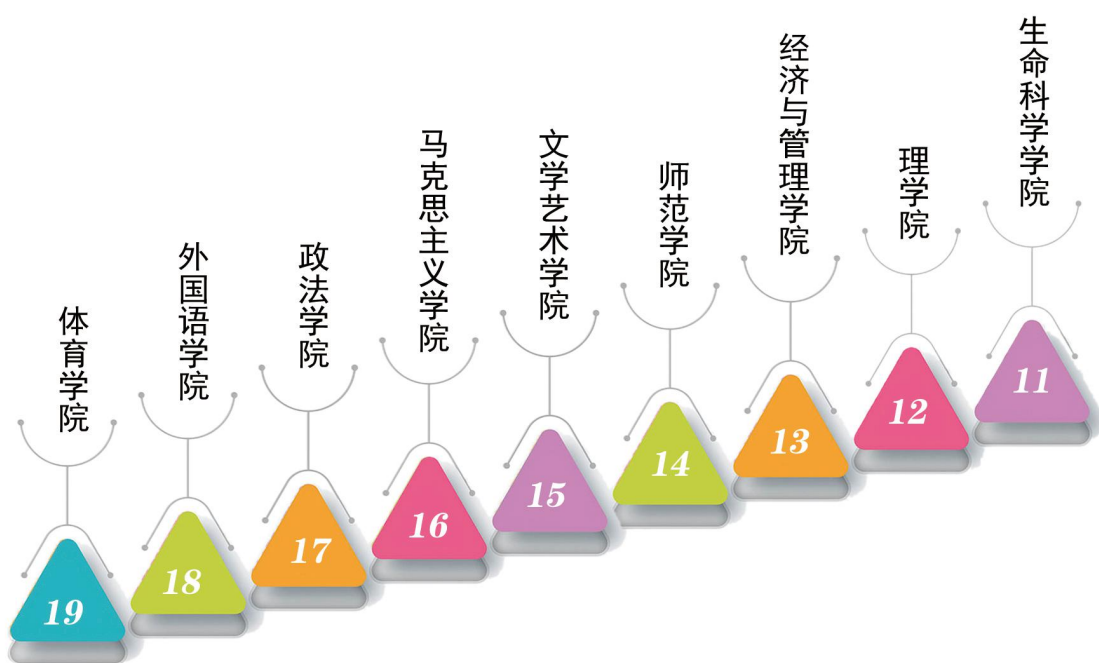 体育学院
19
外国语学院
18
政法学院
17
马克思主义学院
16
文学艺术学院
15
师范学院
14
经济与管理学院
13
理学院
12
生命科学学院
11